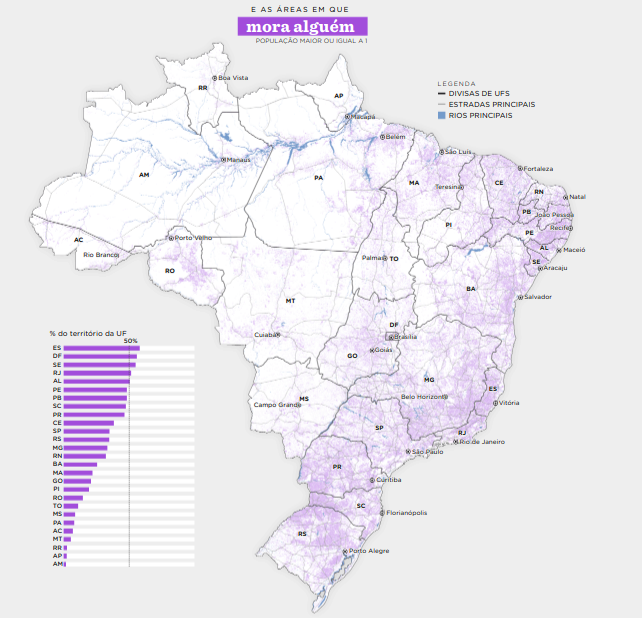 E AS ÁREAS EM QUE
mora alguém
POPULAÇÃO MAIOR OU IGUAL A 1
LEGENDA
DIVISAS DE UFS
ESTRADAS PRINCIPAIS
RIOS PRINCIPAIS
Boa Vista
RR
AP
Macapá
Belém
Manaus
São Luís
Fortaleza
AM
PA
MA
Teresina
CE
RN
Natal
PB
João Pessoa
PI
PE
Recife
AC
Rio Branco
Porto Velho
AL
Maceió
Palmas
TO
SE
Aracaju
RO
BA
MT
Salvador
DF
Cuiabá
Brasília
GO
Goiás
MG
MS
Belo Horizonte
ES
Campo Grande
Vitória
SP
RJ
Rio de Janeiro
São Paulo
PR
Curitiba
SC
Florianópolis
RS
Porto Alegre
% do território da UF
50%
ES
DF
SE
RJ
AL
PE
PB
SC
PR
CE
SP
RS
MG
RN
BA
MA
GO
PI
RO
TO
MS
PA
AC
MT
RR
AP
AM